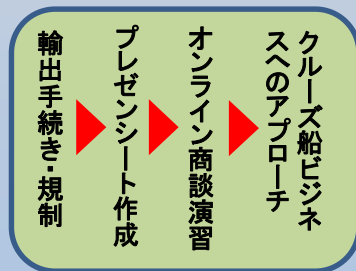 輸出手続き・規制
プレゼンシート作成
オンライン商談演習
クルーズ船ビジネ
スへのアプローチ